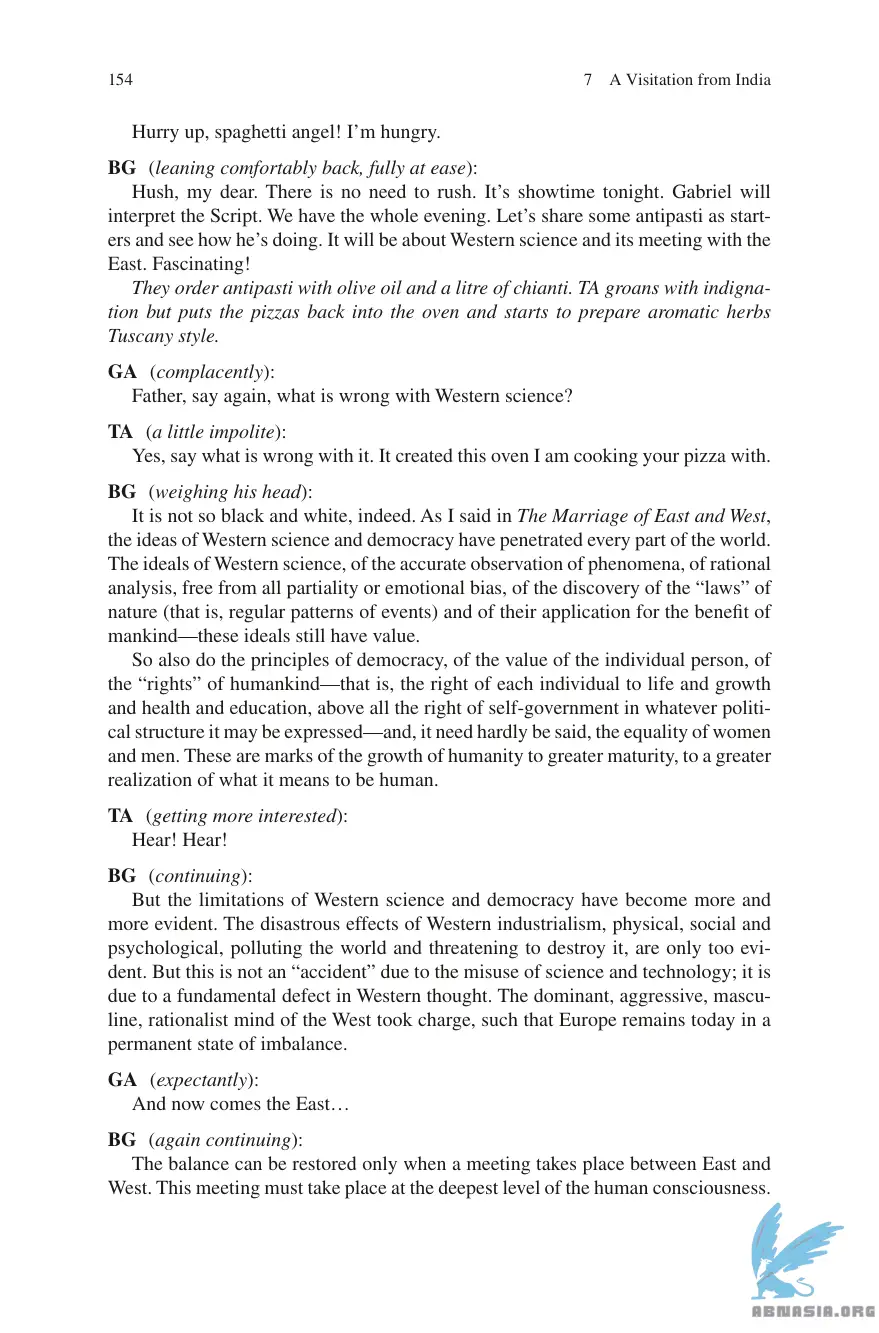 154
7 A Visitation from India
Hurry up, spaghetti angel! I’m hungry.
BG (leaning comfortably back, fully at ease):
Hush, my dear. There is no need to rush. It’s showtime tonight. Gabriel will
interpret the Script. We have the whole evening. Let’s share some antipasti as start-
ers and see how he’s doing. It will be about Western science and its meeting with the
East. Fascinating!
They order antipasti with olive oil and a litre of chianti. TA groans with indigna-
tion but puts the pizzas back into the oven and starts to prepare aromatic herbs
Tuscany style.
GA (complacently):
Father, say again, what is wrong with Western science?
TA (a little impolite):
Yes, say what is wrong with it. It created this oven I am cooking your pizza with.
BG (weighing his head):
It is not so black and white, indeed. As I said in The Marriage of East and West,
the ideas of Western science and democracy have penetrated every part of the world.
The ideals of Western science, of the accurate observation of phenomena, of rational
analysis, free from all partiality or emotional bias, of the discovery of the “laws” of
nature (that is, regular patterns of events) and of their application for the benefit of
mankind—these ideals still have value.
So also do the principles of democracy, of the value of the individual person, of
the “rights” of humankind—that is, the right of each individual to life and growth
and health and education, above all the right of self-government in whatever politi-
cal structure it may be expressed—and, it need hardly be said, the equality of women
and men. These are marks of the growth of humanity to greater maturity, to a greater
realization of what it means to be human.
TA (getting more interested):
Hear! Hear!
BG (continuing):
But the limitations of Western science and democracy have become more and
more evident. The disastrous effects of Western industrialism, physical, social and
psychological, polluting the world and threatening to destroy it, are only too evi-
dent. But this is not an “accident” due to the misuse of science and technology; it is
due to a fundamental defect in Western thought. The dominant, aggressive, mascu-
line, rationalist mind of the West took charge, such that Europe remains today in a
permanent state of imbalance.
GA (expectantly):
And now comes the East…
BG (again continuing):
The balance can be restored only when a meeting takes place between East and
West. This meeting must take place at the deepest level of the human consciousness.
ABNASIA.ORG